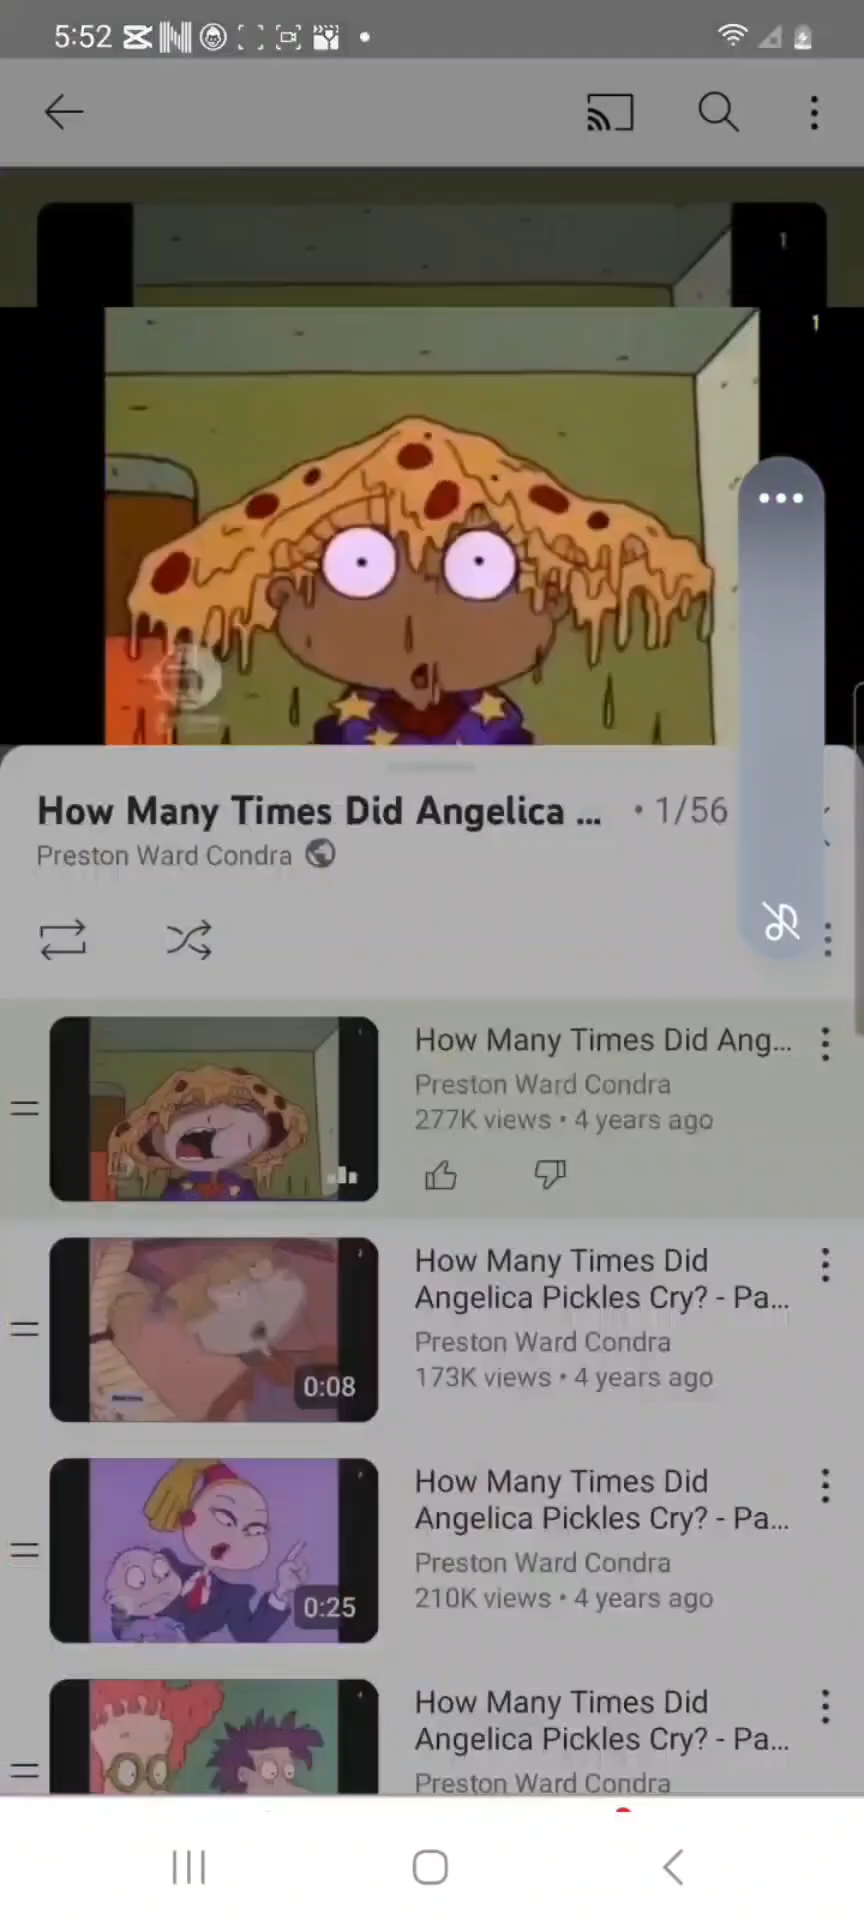 5:52
1
1
How Many Times Did Angelica ... • 1/56
Preston Ward Condra
How Many Times Did Ang...
Preston Ward Condra
277K views • 4 years ago
How Many Times Did
Angelica Pickles Cry? - Pa...
Preston Ward Condra
173K views • 4 years ago
0:08
How Many Times Did
Angelica Pickles Cry? - Pa...
Preston Ward Condra
210K views • 4 years ago
0:25
How Many Times Did
Angelica Pickles Cry? - Pa...
Preston Ward Condra